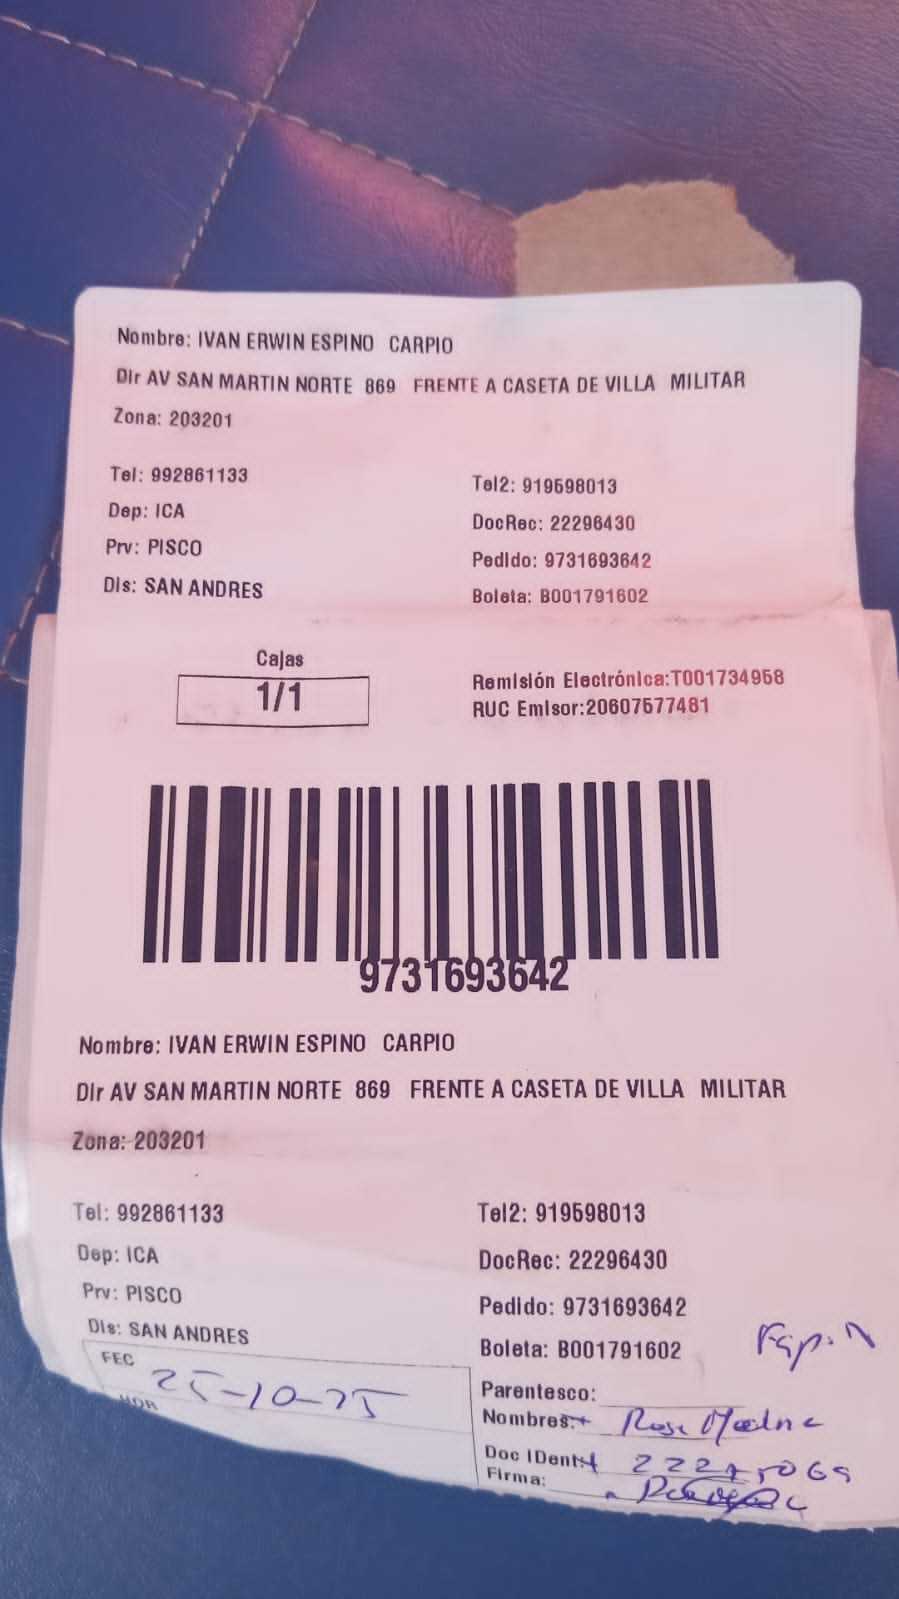 Nombre: IVAN ERWIN ESPINO CARPIO
Dir AV SAN MARTIN NORTE 869 FRENTE A CASETA DE VILLA MILITAR
Zona: 203201
Tel: 992861133
Tel2: 919598013
Dep: ICA
DocRec: 22296430
Prv: PISCO
Pedido: 9731693642
Dis: SAN ANDRES
Boleta: B001791602
Cajas
1/1
Remisión Electrónica:T001734958
RUC Emisor:20607577481
9731693642
Nombre: IVAN ERWIN ESPINO CARPIO
Dir AV SAN MARTIN NORTE 869 FRENTE A CASETA DE VILLA MILITAR
Zona: 203201
Tel: 992861133
Tel2: 919598013
Dep: ICA
DocRec: 22296430
Prv: PISCO
Pedido: 9731693642
Dis: SAN ANDRES
Boleta: B001791602
FEC
25-10-25
HOR
Parentesco:
Nombres: Rosa
Doc IDent:
Firma: